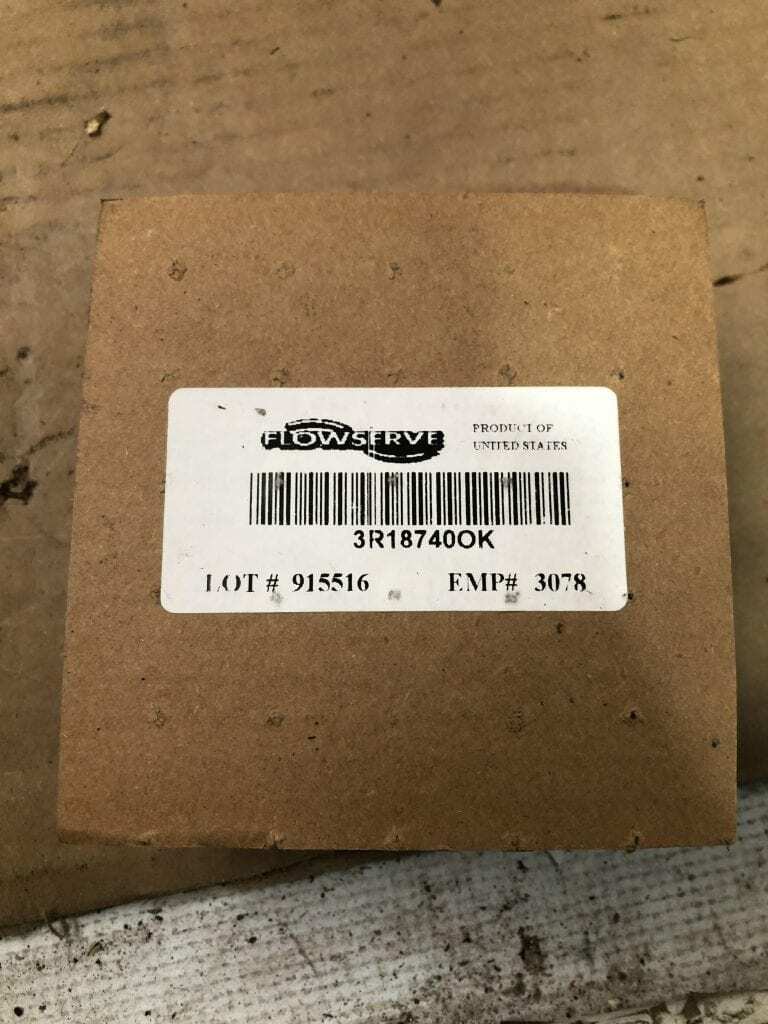 FLOWSERVE
PRODUCT OF
UNITED STATES
3R18740OK
LOT # 915516
EMP# 3078